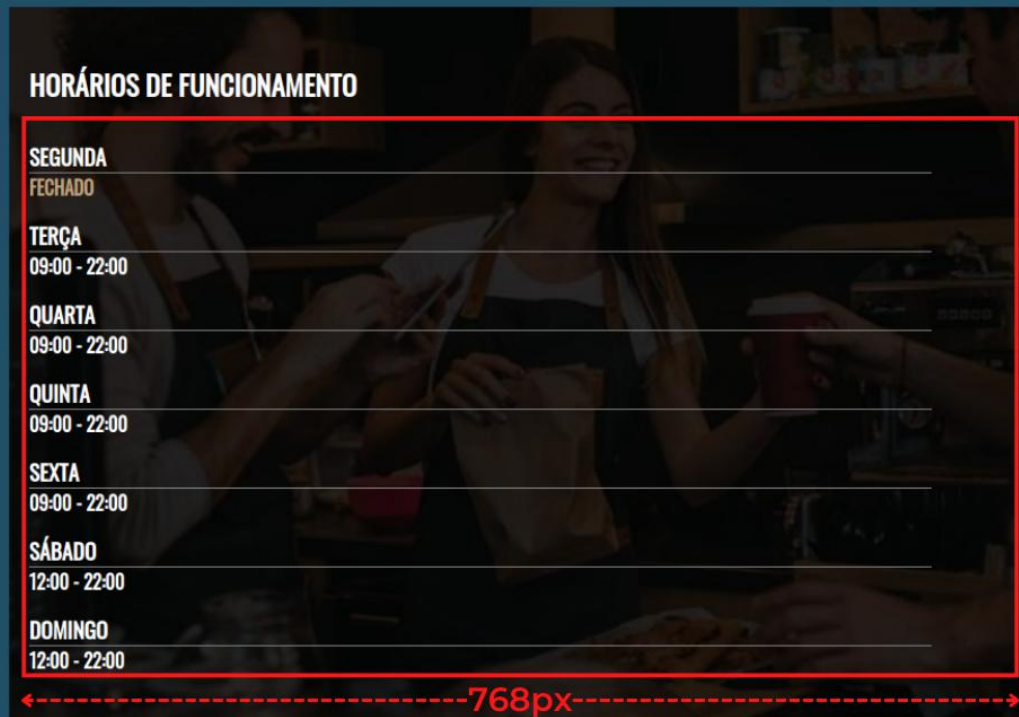 HORÁRIOS DE FUNCIONAMENTO
SEGUNDA
FECHADO
TERÇA
09:00 - 22:00
QUARTA
09:00 - 22:00
QUINTA
09:00 - 22:00
SEXTA
09:00 - 22:00
SÁBADO
12:00 - 22:00
DOMINGO
12:00 - 22:00
768px